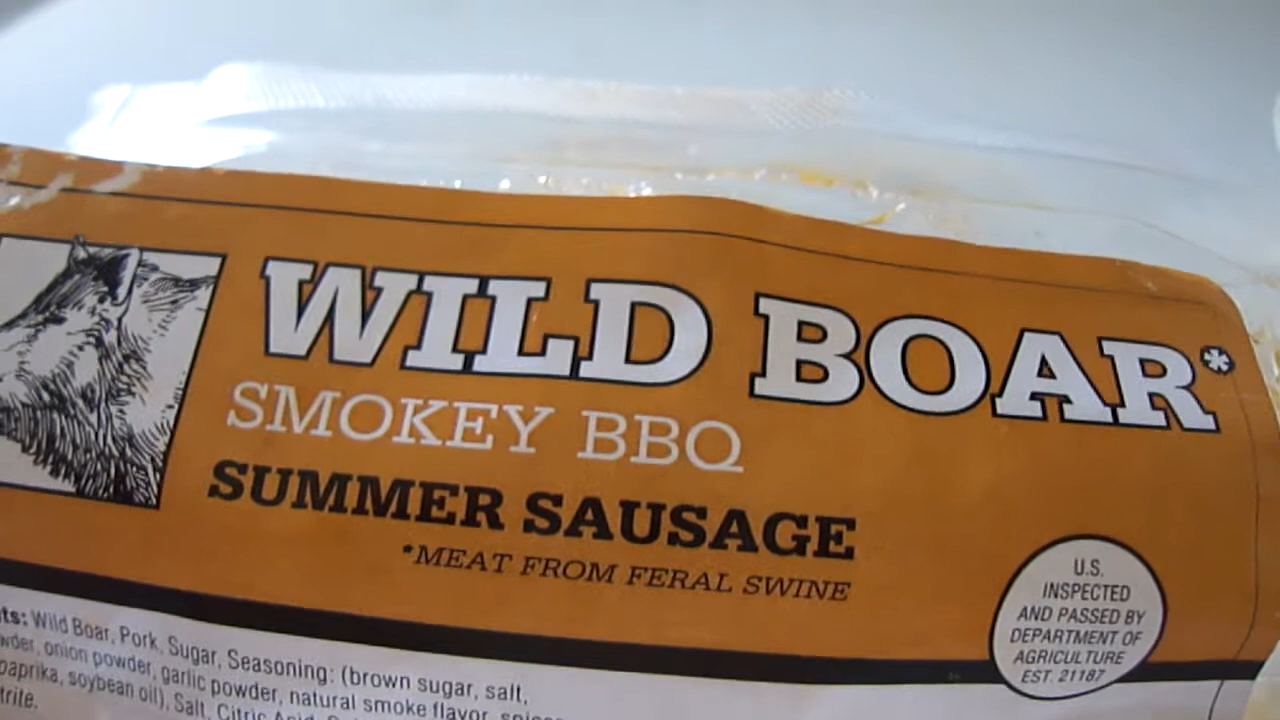 WILD BOAR*
SMOKEY BBQ
SUMMER SAUSAGE
*MEAT FROM FERAL SWINE
U.S.
INSPECTED
AND PASSED BY
DEPARTMENT OF
AGRICULTURE
EST. 21187
ts: Wild Boar, Pork, Sugar, Seasoning: (brown sugar, salt,
wder, onion powder, garlic powder, natural smoke flavor,
paprika, soybean oil), Salt, Citric Acid,
trite.